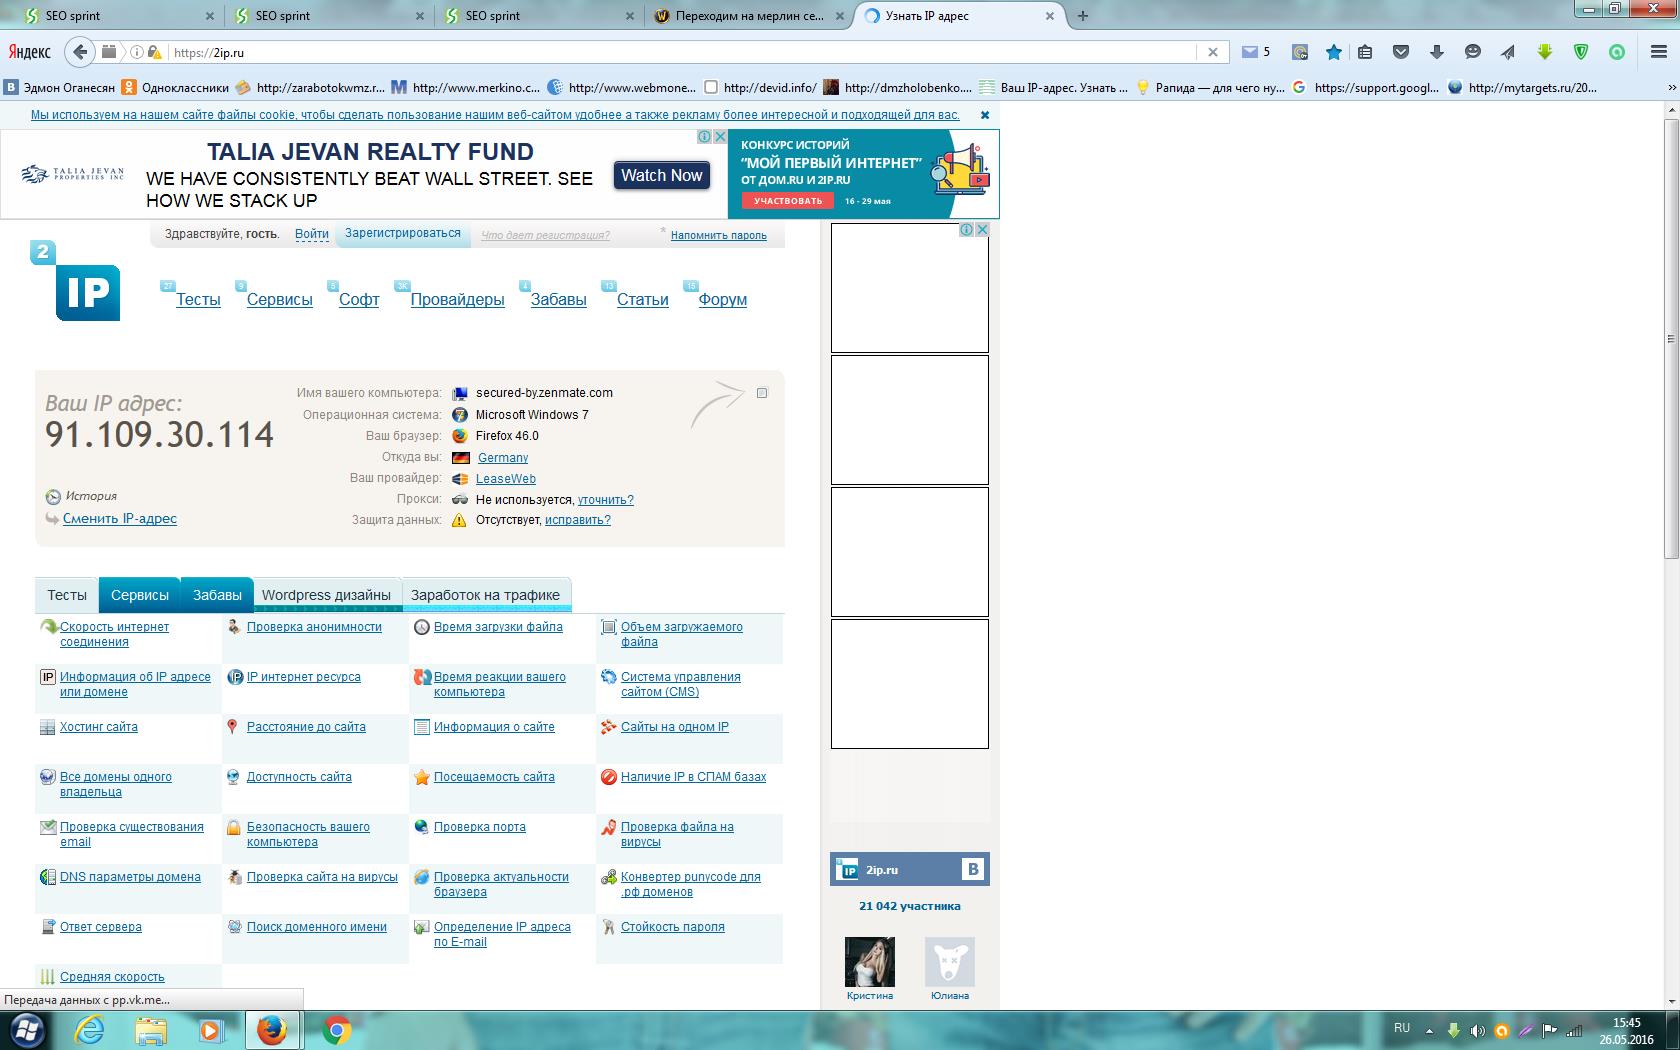 SEO sprint
SEO sprint
SEO sprint
Переходим на мерлин се...
Узнать IP адрес
Яндекс
https://2ip.ru
5
Эдмон Оганесян
Одноклассники
http://zarabotokwmz.r...
http://www.merkino.c...
http://www.webmone...
http://devid.info/
http://dmzholobenko....
Ваш IP-адрес. Узнать ...
Рапида — для чего ну...
https://support.googl...
http://mytargets.ru/20...
Мы используем на нашем сайте файлы cookie, чтобы сделать пользование нашим веб-сайтом удобнее а также рекламу более интересной и подходящей для вас.
TALIA JEVAN
PROPERTIES INC
TALIA JEVAN REALTY FUND
WE HAVE CONSISTENTLY BEAT WALL STREET. SEE
HOW WE STACK UP
Watch Now
КОНКУРС ИСТОРИЙ
"МОЙ ПЕРВЫЙ ИНТЕРНЕТ"
ОТ ДОМ.RU И 2IP.RU
УЧАСТВОВАТЬ
16 - 29 мая
Здравствуйте, гость.
Войти
Зарегистрироваться
Что дает регистрация?
* Напомнить пароль
2
IP
27 Тесты
9 Сервисы
5 Софт
3K Провайдеры
4 Забавы
13 Статьи
15 Форум
Ваш IP адрес:
91.109.30.114
История
Сменить IP-адрес
Имя вашего компьютера: secured-by.zenmate.com
Операционная система: Microsoft Windows 7
Ваш браузер: Firefox 46.0
Откуда вы: Germany
Ваш провайдер: LeaseWeb
Прокси: Не используется, уточнить?
Защита данных: Отсутствует, исправить?
Тесты
Сервисы
Забавы
Wordpress дизайны
Заработок на трафике
Скорость интернет
соединения
Проверка анонимности
Время загрузки файла
Объем загружаемого
файла
Информация об IP адресе
или домене
IP интернет ресурса
Время реакции вашего
компьютера
Система управления
сайтом (CMS)
Хостинг сайта
Расстояние до сайта
Информация о сайте
Сайты на одном IP
Все домены одного
владельца
Доступность сайта
Посещаемость сайта
Наличие IP в СПАМ базах
Проверка существования
email
Безопасность вашего
компьютера
Проверка порта
Проверка файла на
вирусы
DNS параметры домена
Проверка сайта на вирусы
Проверка актуальности
браузера
Конвертер punycode для
.рф доменов
Ответ сервера
Поиск доменного имени
Определение IP адреса
по E-mail
Стойкость пароля
Средняя скорость
2ip.ru
21 042 участника
Кристина
Юлиана
Передача данных с pp.vk.me...
RU
15:45
26.05.2016